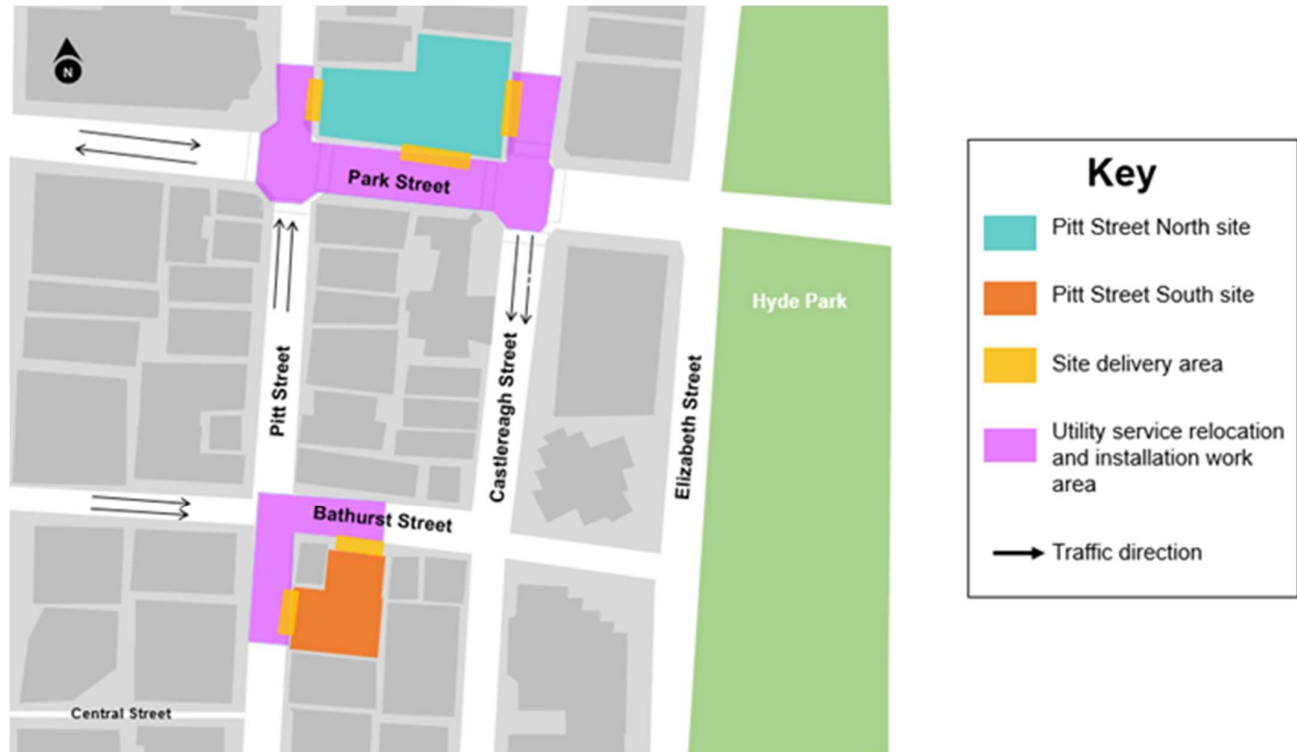 N
Park Street
Pitt Street
Castlereagh Street
Elizabeth Street
Hyde Park
Bathurst Street
Central Street
Key
Pitt Street North site
Pitt Street South site
Site delivery area
Utility service relocation
and installation work
area
Traffic direction